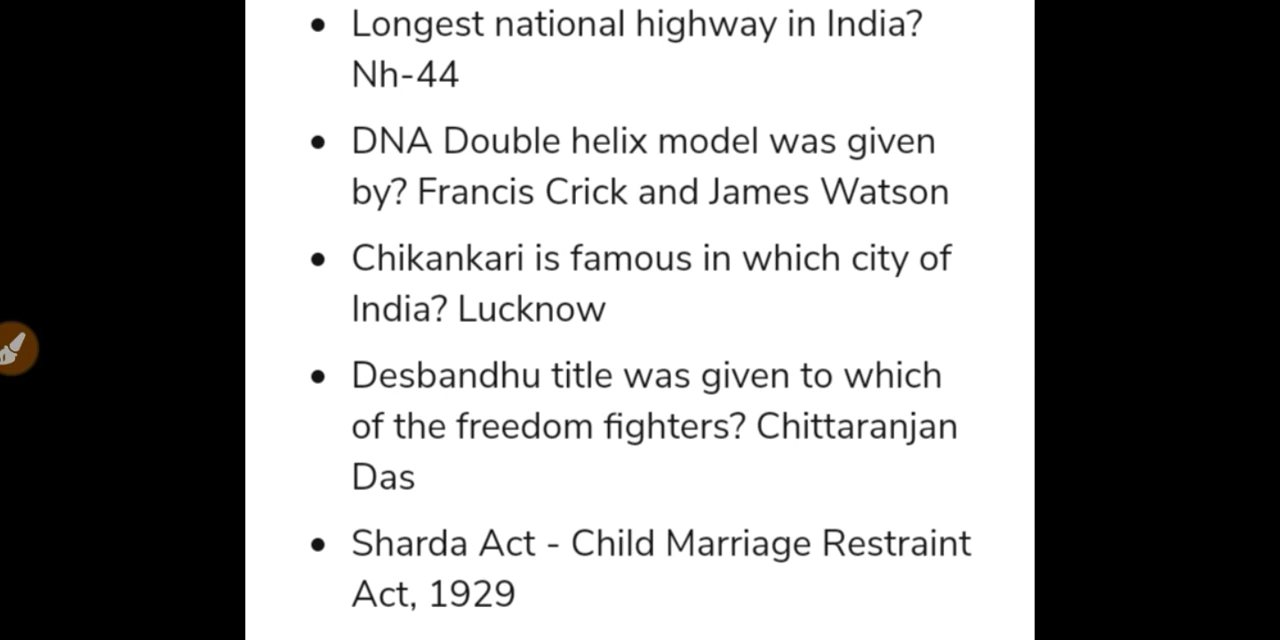 • Longest national highway in India?
Nh-44
• DNA Double helix model was given
by? Francis Crick and James Watson
• Chikankari is famous in which city of
India? Lucknow
• Desbandhu title was given to which
of the freedom fighters? Chittaranjan
Das
• Sharda Act - Child Marriage Restraint
Act, 1929